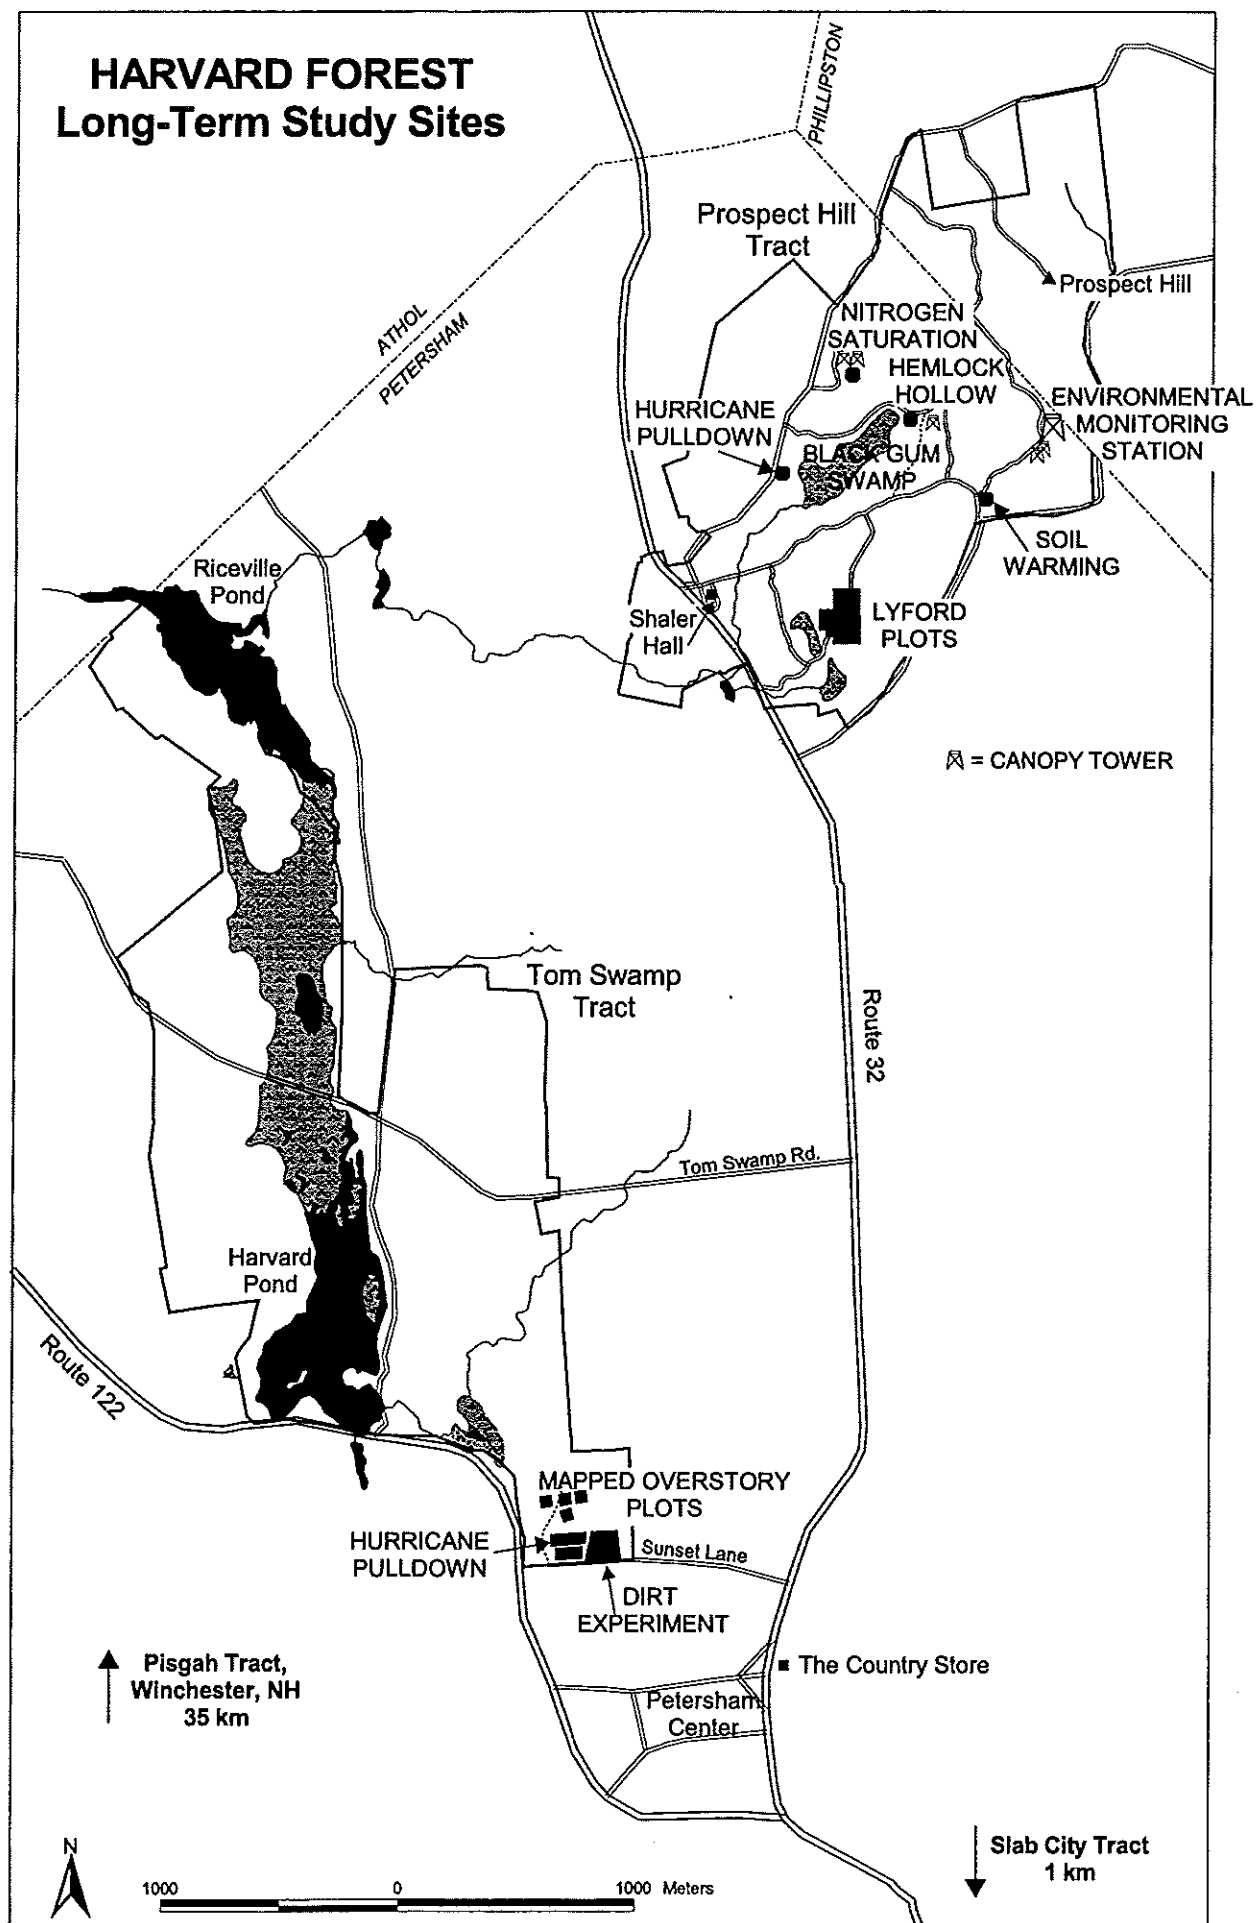 HARVARD FOREST
Long-Term Study Sites
PHILLIPSTON
ATHOL
PETERSHAM
Prospect Hill
Tract
Prospect Hill
NITROGEN
SATURATION
HEMLOCK
HOLLOW
HURRICANE
PULLDOWN
BLACK GUM
SWAMP
ENVIRONMENTAL
MONITORING
STATION
SOIL
WARMING
Riceville
Pond
Shaler
Hall
LYFORD
PLOTS
= CANOPY TOWER
Tom Swamp
Tract
Route 32
Tom Swamp Rd.
Harvard
Pond
Route 122
MAPPED OVERSTORY
PLOTS
HURRICANE
PULLDOWN
Sunset Lane
DIRT
EXPERIMENT
Pisgah Tract,
Winchester, NH
35 km
The Country Store
Petersham
Center
Slab City Tract
1 km
N
1000 0 1000 Meters